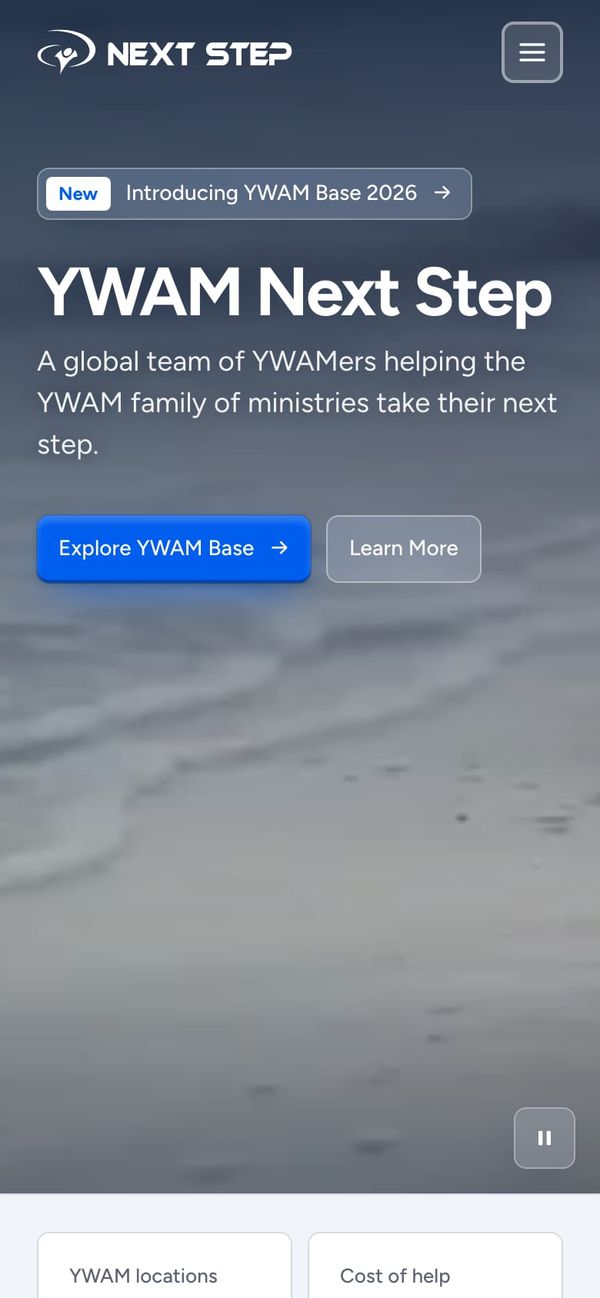 NEXT STEP
New Introducing YWAM Base 2026 →
YWAM Next Step
A global team of YWAMers helping the
YWAM family of ministries take their next
step.
Explore YWAM Base →
Learn More
YWAM locations
Cost of help